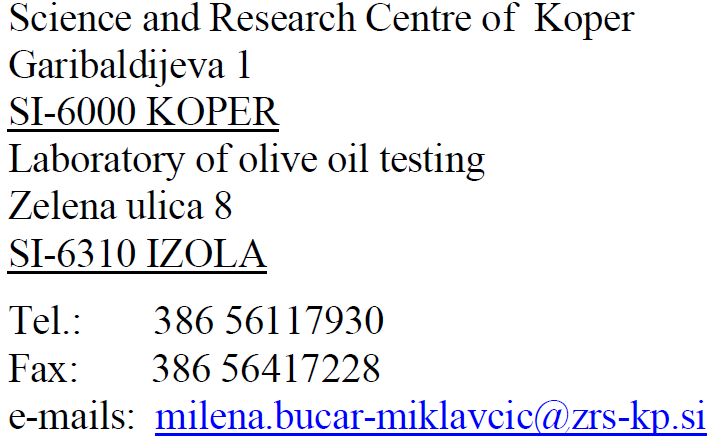 Science and Research Centre of Koper
Garibaldijeva 1
SI-6000 KOPER
Laboratory of olive oil testing
Zelena ulica 8
SI-6310 IZOLA
Tel.: 386 56117930
Fax: 386 56417228
e-mails: milena.bucar-miklavcic@zrs-kp.si